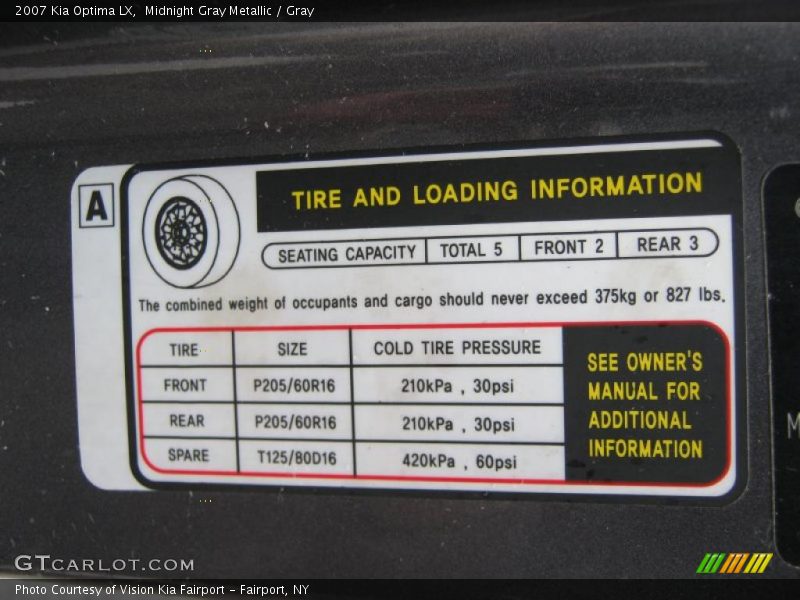 2007 Kia Optima LX,  Midnight Gray Metallic / Gray
A
TIRE AND LOADING INFORMATION
SEATING CAPACITY TOTAL 5 FRONT 2 REAR 3
The combined weight of occupants and cargo should never exceed 375kg or 827 lbs.
TIRE SIZE COLD TIRE PRESSURE
FRONT P205/60R16 210kPa , 30psi
REAR P205/60R16 210kPa , 30psi
SPARE T125/80D16 420kPa , 60psi
SEE OWNER'S
MANUAL FOR
ADDITIONAL
INFORMATION
M
GTCARLOT.COM
Photo Courtesy of Vision Kia Fairport - Fairport, NY